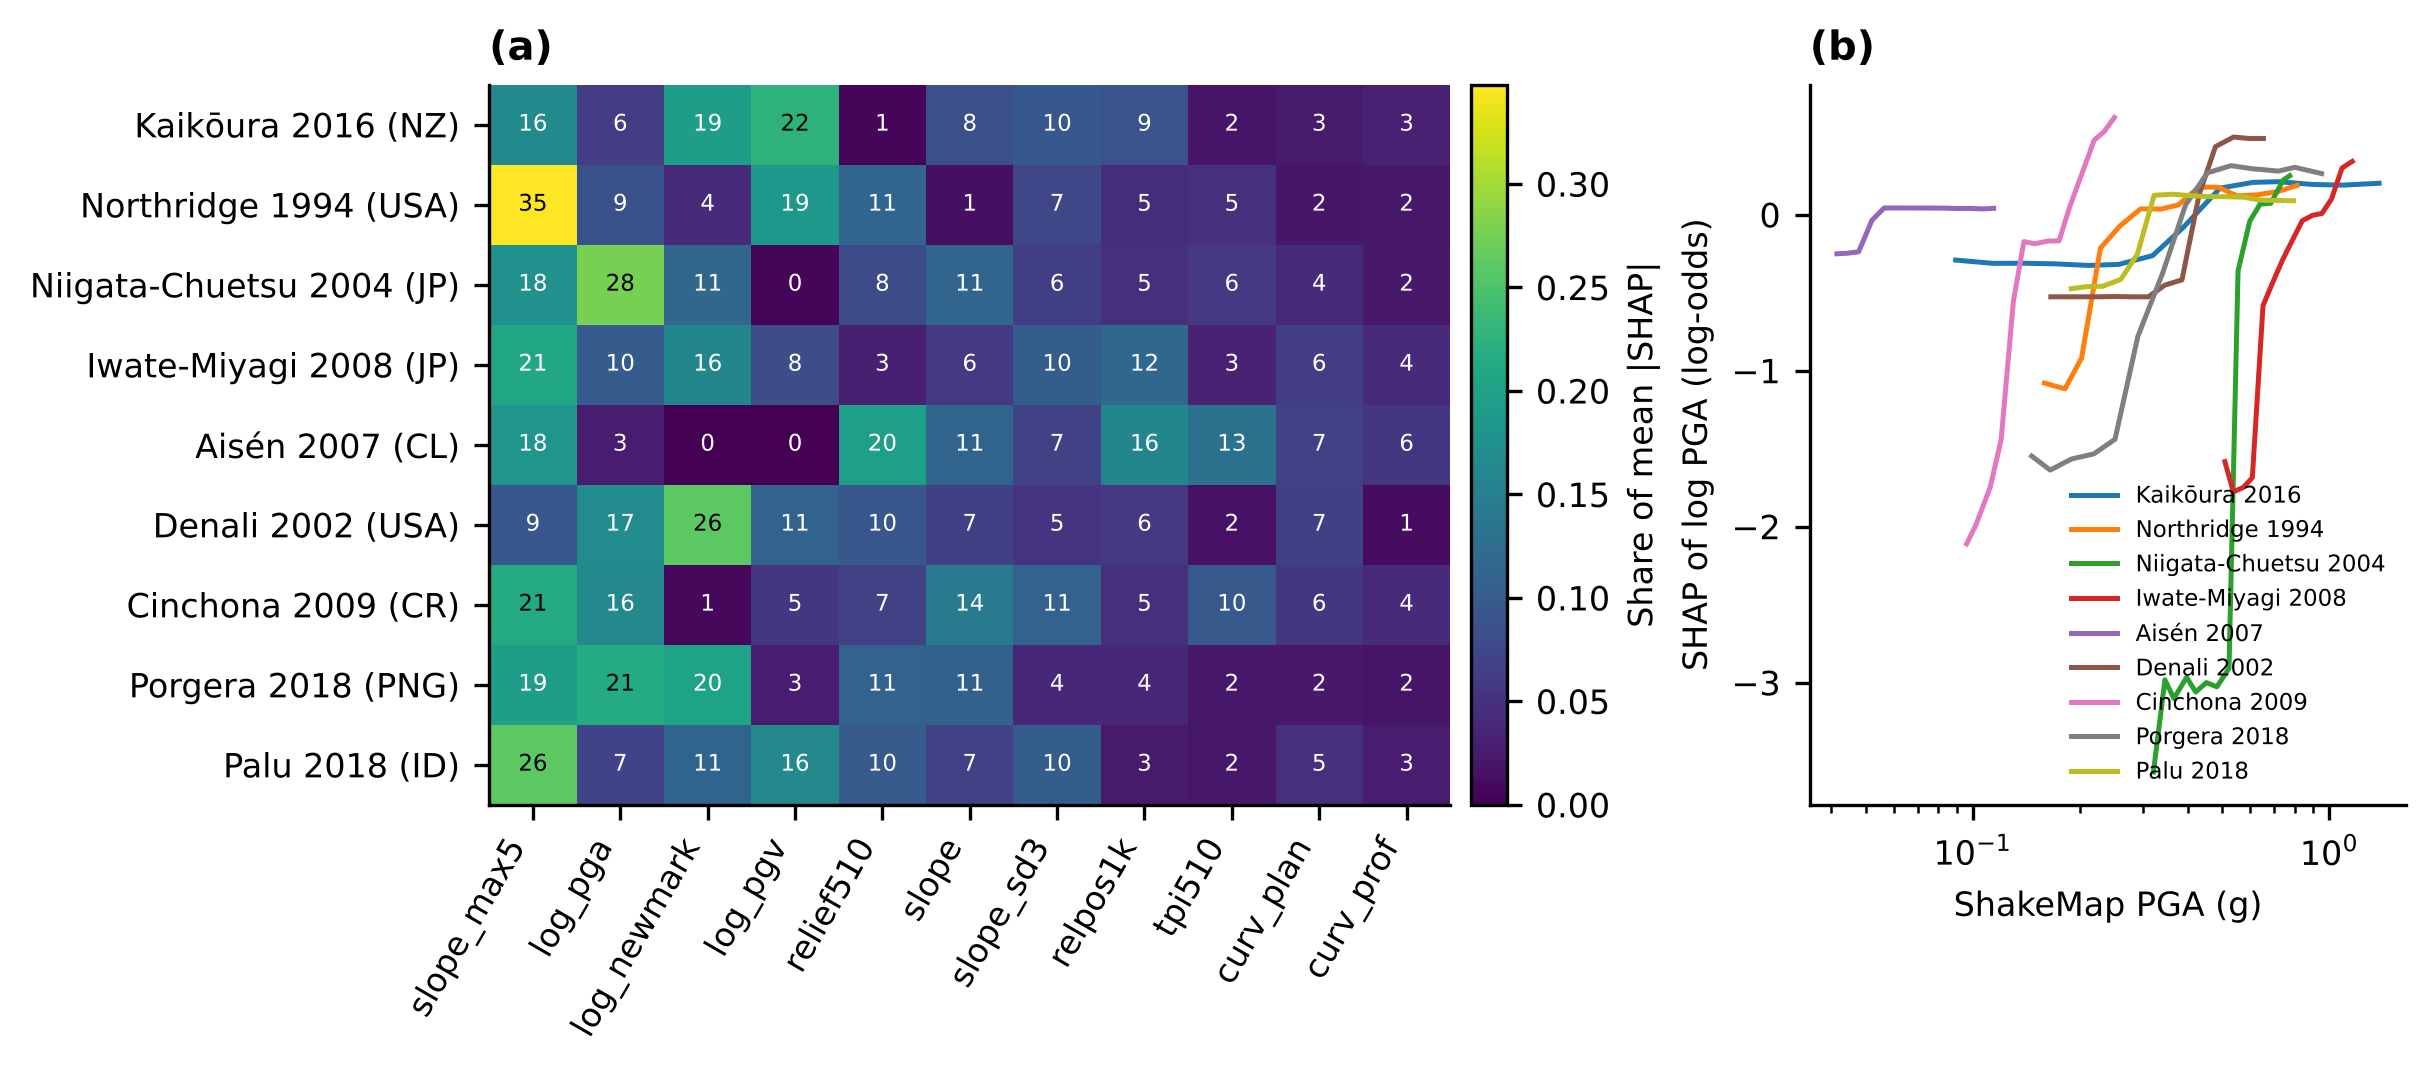 (a)
Kaikōura 2016 (NZ) 16 6 19 22 1 8 10 9 2 3 3
Northridge 1994 (USA) 35 9 4 19 11 1 7 5 5 2 2
Niigata-Chuetsu 2004 (JP) 18 28 11 0 8 11 6 5 6 4 2
Iwate-Miyagi 2008 (JP) 21 10 16 8 3 6 10 12 3 6 4
Aisén 2007 (CL) 18 3 0 0 20 11 7 16 13 7 6
Denali 2002 (USA) 9 17 26 11 10 7 5 6 2 7 1
Cinchona 2009 (CR) 21 16 1 5 7 14 11 5 10 6 4
Porgera 2018 (PNG) 19 21 20 3 11 11 4 4 2 2 2
Palu 2018 (ID) 26 7 11 16 10 7 10 3 2 5 3
slope_max5
log_pga
log_newmark
log_pgv
relief510
slope
slope_sd3
relpos1k
tpi510
curv_plan
curv_prof
0.30
0.25
0.20
0.15
0.10
0.05
0.00
Share of mean |SHAP|
(b)
SHAP of log PGA (log-odds)
0
−1
−2
−3
Kaikōura 2016
Northridge 1994
Niigata-Chuetsu 2004
Iwate-Miyagi 2008
Aisén 2007
Denali 2002
Cinchona 2009
Porgera 2018
Palu 2018
10⁻¹ 10⁰
ShakeMap PGA (g)